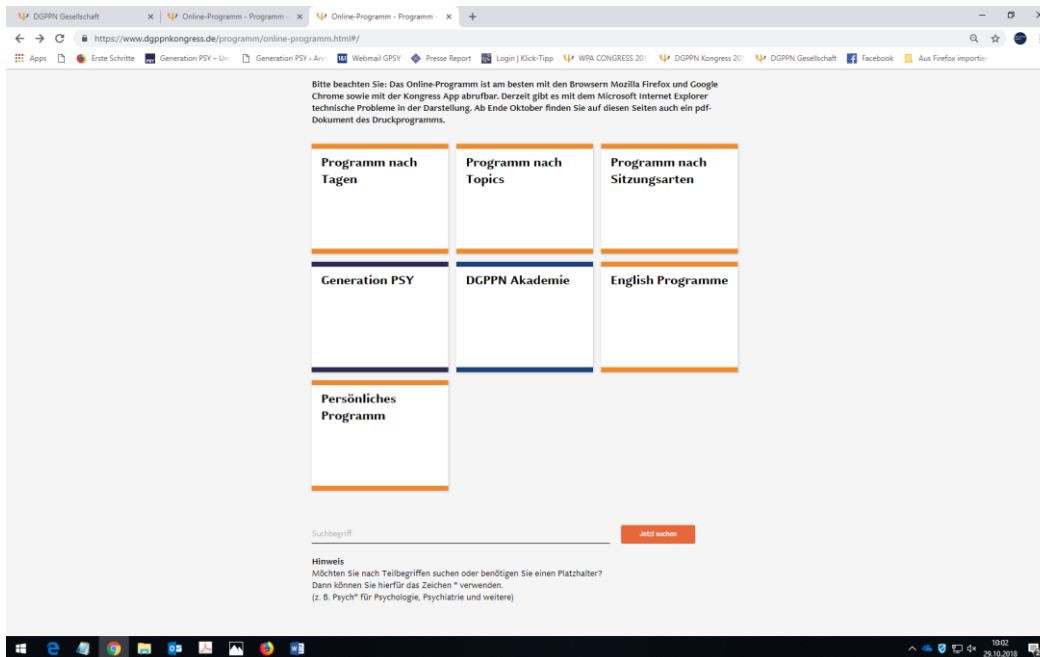 DGPPN Gesellschaft
Online-Programm - Programm -
Online-Programm - Programm -
https://www.dgppnkongress.de/programm/online-programm.html#/
Apps
Erste Schritte
Generation PSY – Un
Generation PSY ‹ An
Webmail GPSY
Presse Report
Login | Klick-Tipp
WPA CONGRESS 201
DGPPN Kongress 201
DGPPN Gesellschaft
Facebook
Aus Firefox importier
Bitte beachten Sie: Das Online-Programm ist am besten mit den Browsern Mozilla Firefox und Google
Chrome sowie mit der Kongress App abrufbar. Derzeit gibt es mit dem Microsoft Internet Explorer
technische Probleme in der Darstellung. Ab Ende Oktober finden Sie auf diesen Seiten auch ein pdf-
Dokument des Druckprogramms.
Programm nach
Tagen
Programm nach
Topics
Programm nach
Sitzungsarten
Generation PSY
DGPPN Akademie
English Programme
Persönliches
Programm
Suchbegriff
Jetzt suchen
Hinweis
Möchten Sie nach Teilbegriffen suchen oder benötigen Sie einen Platzhalter?
Dann können Sie hierfür das Zeichen * verwenden.
(z. B. Psych* für Psychologie, Psychiatrie und weitere)
10:02
29.10.2018